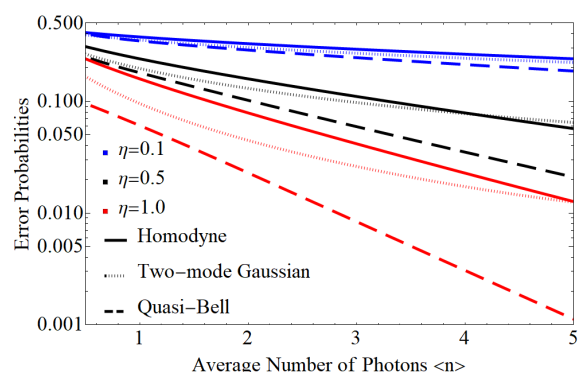 Error Probabilities
0.500
0.100
0.050
0.010
0.005
0.001
η=0.1
η=0.5
η=1.0
Homodyne
Two-mode Gaussian
Quasi-Bell
1 2 3 4 5
Average Number of Photons <n>